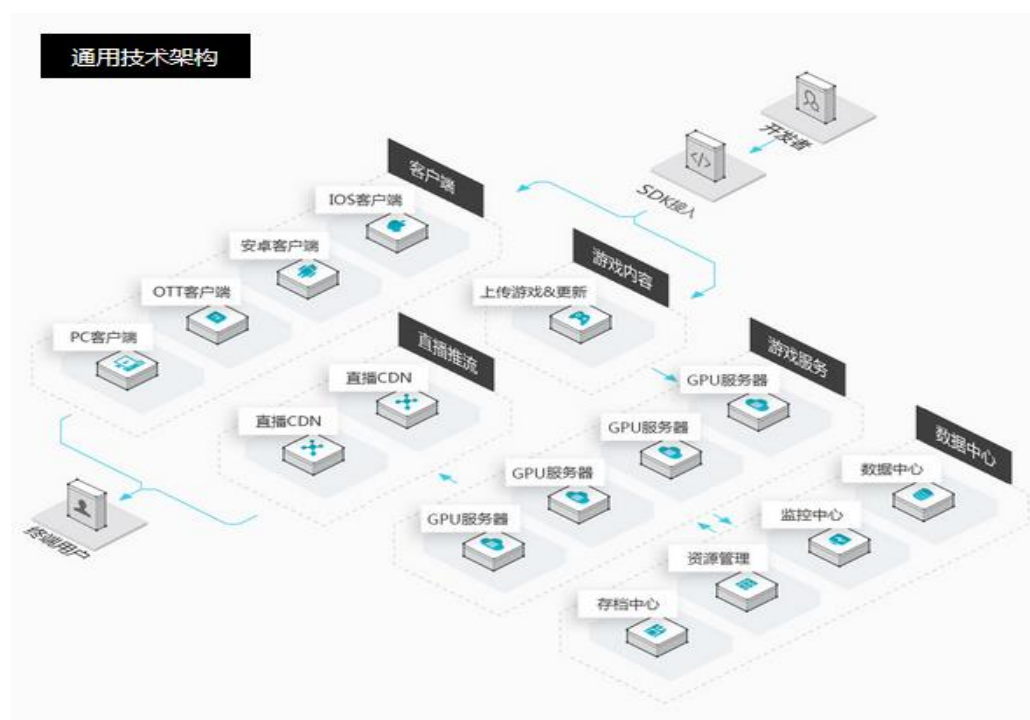 通用技术架构
开发者
SDK接入
客户端
IOS客户端
安卓客户端
OTT客户端
PC客户端
游戏内容
上传游戏&更新
直播推流
直播CDN
直播CDN
游戏服务
GPU服务器
GPU服务器
GPU服务器
GPU服务器
数据中心
数据中心
监控中心
资源管理
存档中心
终端用户